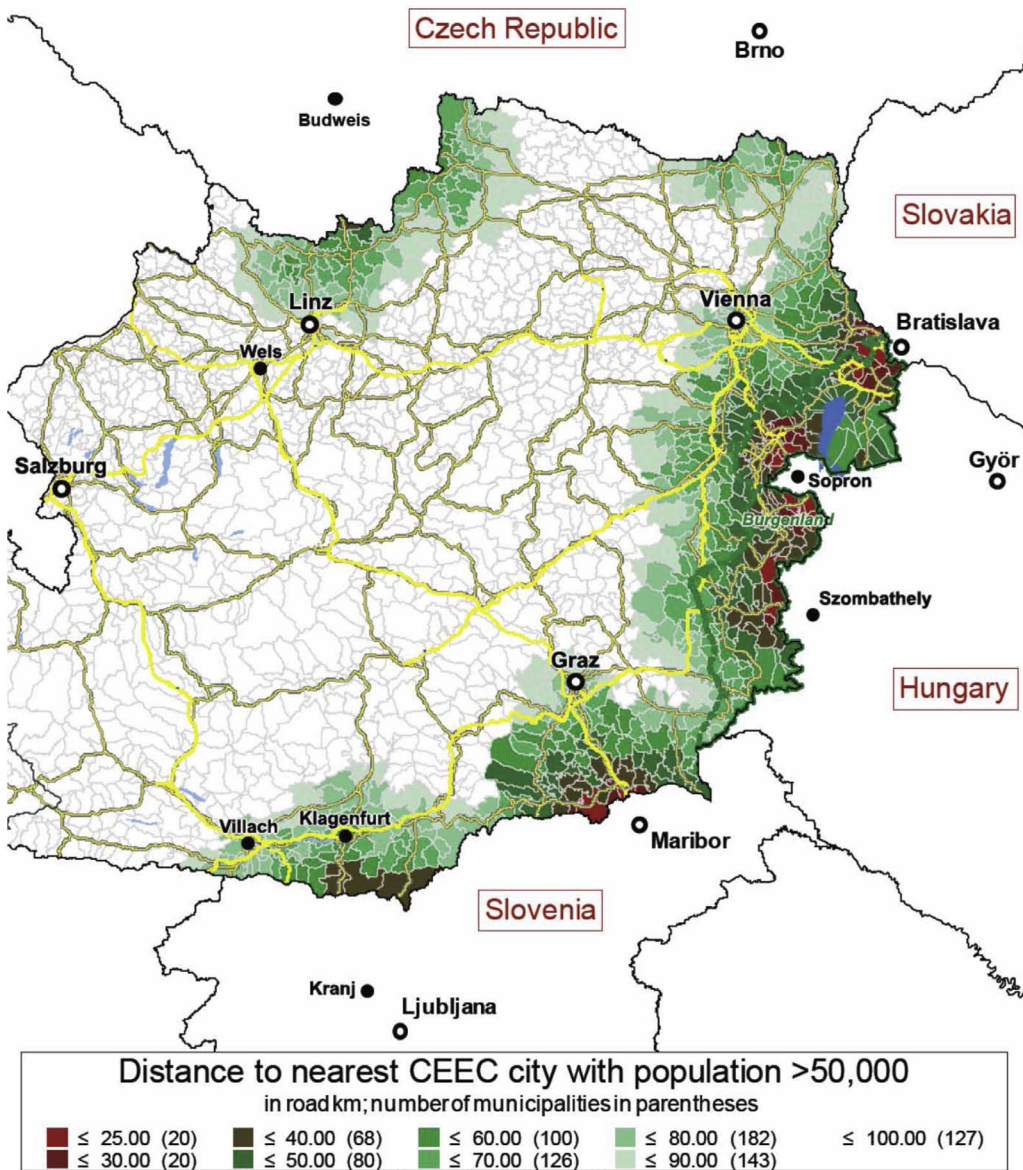 Czech Republic
Brno
Budweis
Slovakia
Linz
Vienna
Bratislava
Wels
Salzburg
Györ
Sopron
Burgenland
Szombathely
Graz
Hungary
Klagenfurt
Villach
Maribor
Slovenia
Kranj
Ljubljana
Distance to nearest CEEC city with population >50,000
in road km; number of municipalities in parentheses
≤ 25.00 (20) ≤ 40.00 (68) ≤ 60.00 (100) ≤ 80.00 (182) ≤ 100.00 (127)
≤ 30.00 (20) ≤ 50.00 (80) ≤ 70.00 (126) ≤ 90.00 (143)